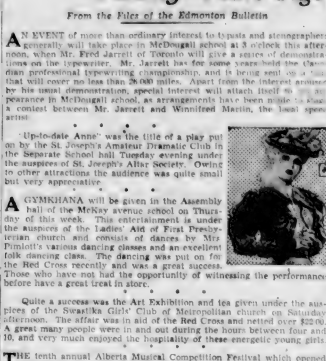 From the Files of the Edmonton Bulletin
AN EVENT of more than ordinary interest to typists and stenographers
generally will take place in McDougall school at 3 o'clock this after-
noon, when Mr. Fred Jarrett of Toronto will give a series of demonstra-
tions on the typewriter. Mr. Jarrett has for some years held the
dian professional typewriting championship, and is being sent on a
that will cover no less than 28,000 miles. Apart from the interest aroused
by his usual demonstration, special interest will attach itself
pearance in McDougall school, as arrangements have been made to
a contest between Mr. Jarrett and Winnifred Martin, the local speed
artist.
"Up-to-date Anne" was the title of a play put
on by the St. Joseph's Amateur Dramatic Club in
the Separate School hall Tuesday evening under
the auspices of St. Joseph's Altar Society. Owing
to other attractions the audience was quite small
but very appreciative.
A GYMKHANA will be given in the Assembly
hall of the McKay avenue school on Thurs-
day of this week. This entertainment is under
the auspices of the Ladies' Aid of First Presby-
terian church and consists of dances by Mrs.
Pimlott's various dancing classes and an excellent
folk dancing class. The dancing was put on for
the Red Cross recently and was a great success.
Those who have not had the opportunity of witnessing the performance
before have a great treat in store.
Quite a success was the Art Exhibition and tea given under the aus-
pices of the Swastika Girls' Club of Metropolitan church on Saturday
afternoon. The affair was in aid of the Red Cross and netted over $22.00.
A great many people were in and out during the hours between four and
10, and very much enjoyed the hospitality of these energetic young girls.
THE tenth annual Alberta Musical Competition Festival which opened